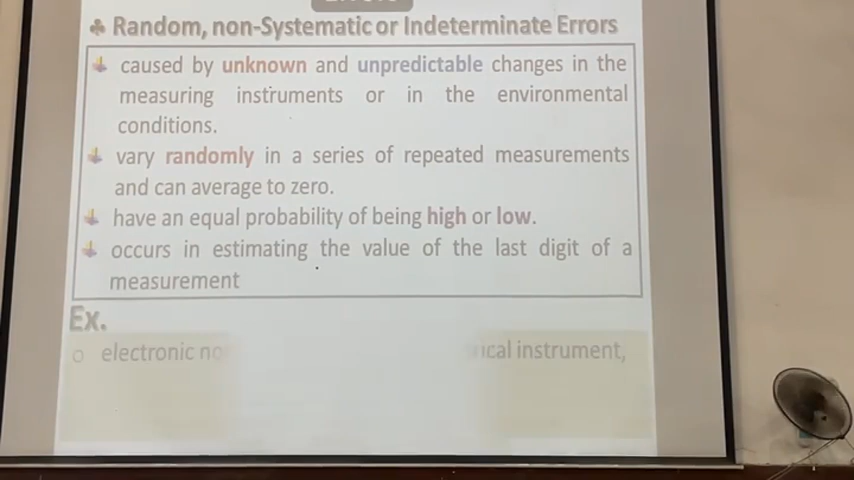 ♣ Random, non-Systematic or Indeterminate Errors
caused by unknown and unpredictable changes in the
measuring instruments or in the environmental
conditions.
vary randomly in a series of repeated measurements
and can average to zero.
have an equal probability of being high or low.
occurs in estimating the value of the last digit of a
measurement
Ex.
o electronic instrument,